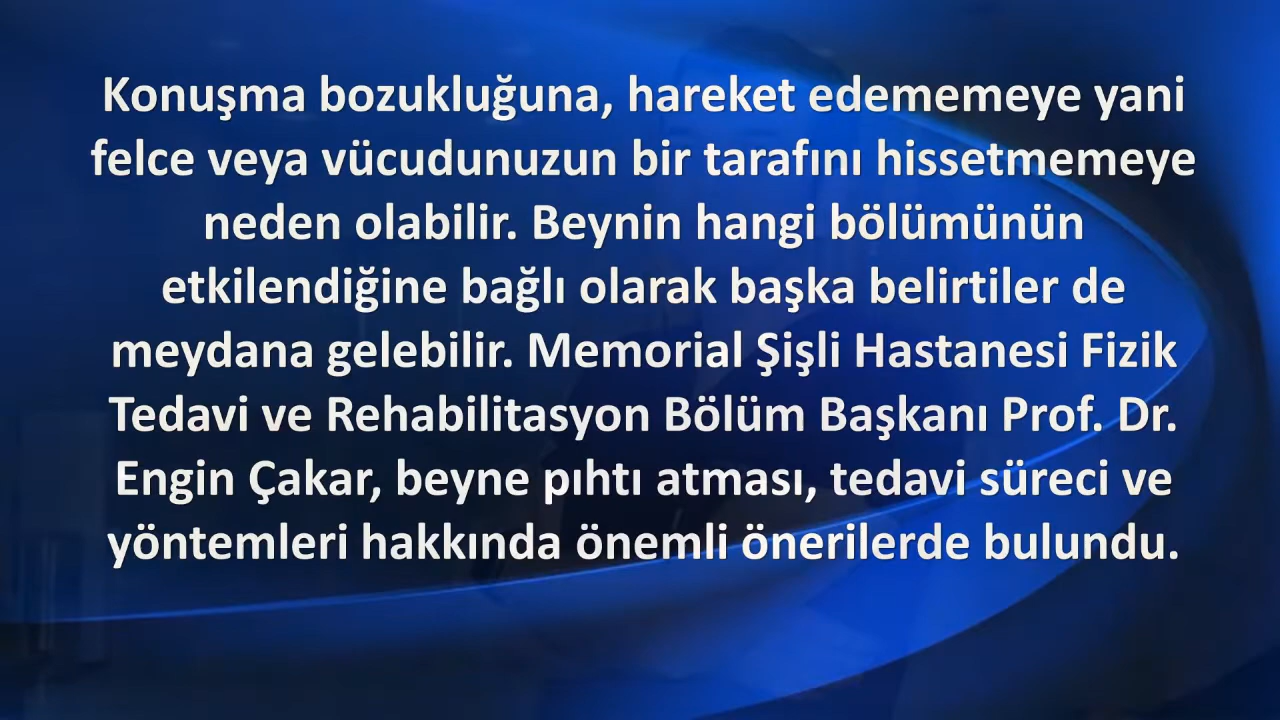 Konuşma bozukluğuna, hareket edememeye yani
felce veya vücudunuzun bir tarafını hissetmemeye
neden olabilir. Beynin hangi bölümünün
etkilendiğine bağlı olarak başka belirtiler de
meydana gelebilir. Memorial Şişli Hastanesi Fizik
Tedavi ve Rehabilitasyon Bölüm Başkanı Prof. Dr.
Engin Çakar, beyne pıhtı atması, tedavi süreci ve
yöntemleri hakkında önemli önerilerde bulundu.